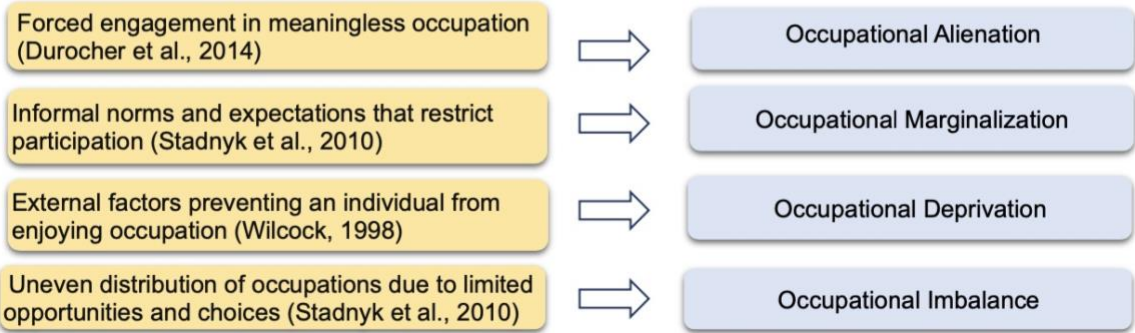 Forced engagement in meaningless occupation
(Durocher et al., 2014)
Occupational Alienation
Informal norms and expectations that restrict
participation (Stadnyk et al., 2010)
Occupational Marginalization
External factors preventing an individual from
enjoying occupation (Wilcock, 1998)
Occupational Deprivation
Uneven distribution of occupations due to limited
opportunities and choices (Stadnyk et al., 2010)
Occupational Imbalance